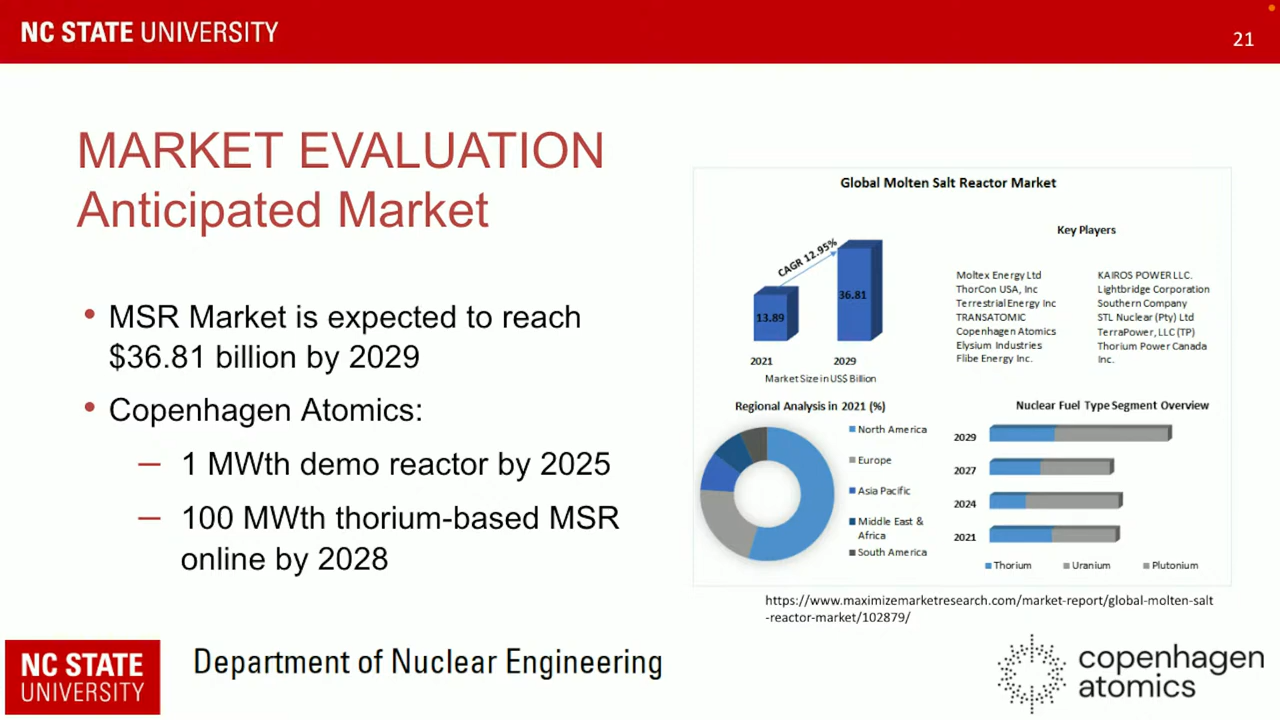 NC STATE UNIVERSITY
21
MARKET EVALUATION
Anticipated Market
• MSR Market is expected to reach
$36.81 billion by 2029
• Copenhagen Atomics:
– 1 MWth demo reactor by 2025
– 100 MWth thorium-based MSR
online by 2028
Global Molten Salt Reactor Market
CAGR 12.95%
13.89
36.81
2021
2029
Market Size in US$ Billion
Key Players
Moltex Energy Ltd
ThorCon USA, Inc
Terrestrial Energy Inc
TRANSATOMIC
Copenhagen Atomics
Elysium Industries
Flibe Energy Inc.
KAIROS POWER LLC.
Lightbridge Corporation
Southern Company
STL Nuclear (Pty) Ltd
TerraPower, LLC (TP)
Thorium Power Canada
Inc.
Regional Analysis in 2021 (%)
North America
Europe
Asia Pacific
Middle East &
Africa
South America
Nuclear Fuel Type Segment Overview
2029
2027
2024
2021
Thorium
Uranium
Plutonium
https://www.maximizemarketresearch.com/market-report/global-molten-salt
-reactor-market/102879/
NC STATE
UNIVERSITY
Department of Nuclear Engineering
copenhagen
atomics